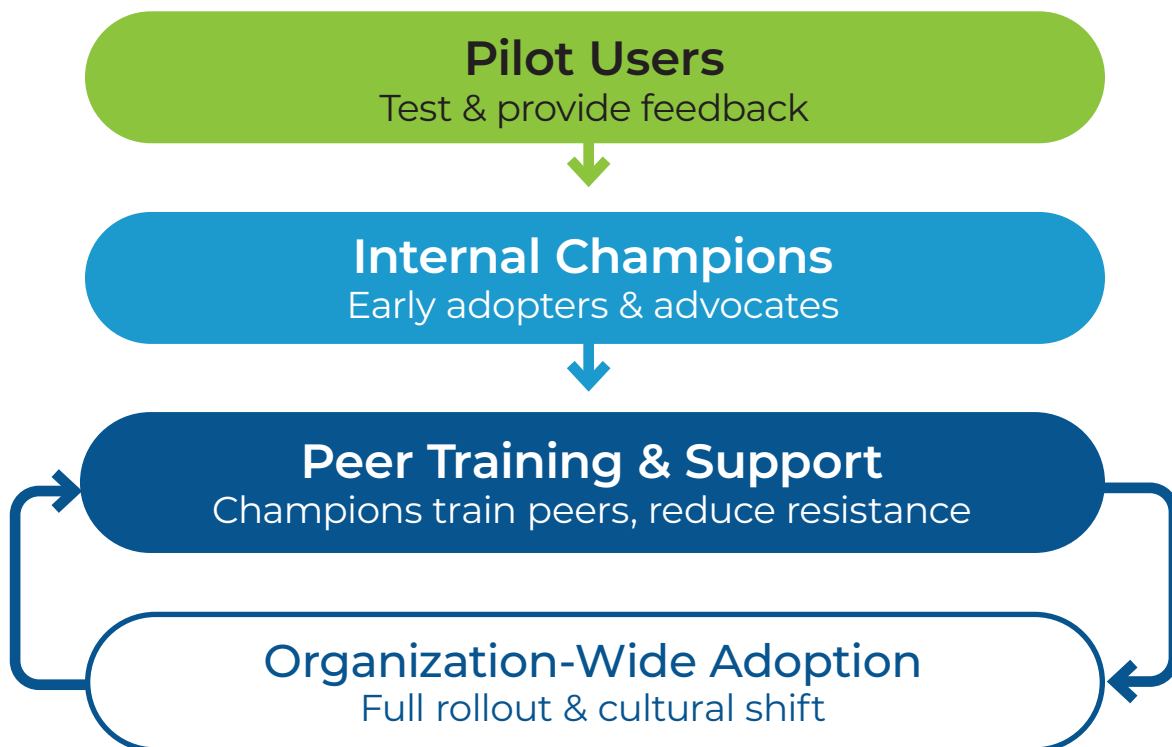 Pilot Users
Test & provide feedback
Internal Champions
Early adopters & advocates
Peer Training & Support
Champions train peers, reduce resistance
Organization-Wide Adoption
Full rollout & cultural shift